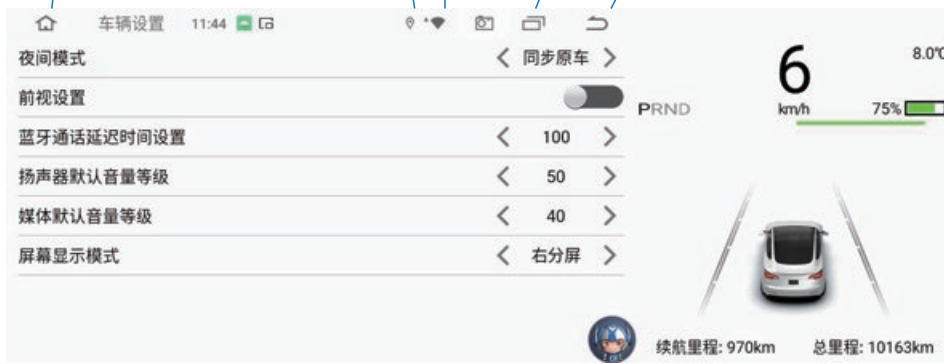 车辆设置 11:44
夜间模式 同步原车
前视设置
蓝牙通话延迟时间设置 100
扬声器默认音量等级 50
媒体默认音量等级 40
屏幕显示模式 右分屏
6
km/h
8.0°C
PRND
75%
续航里程: 970km 总里程: 10163km